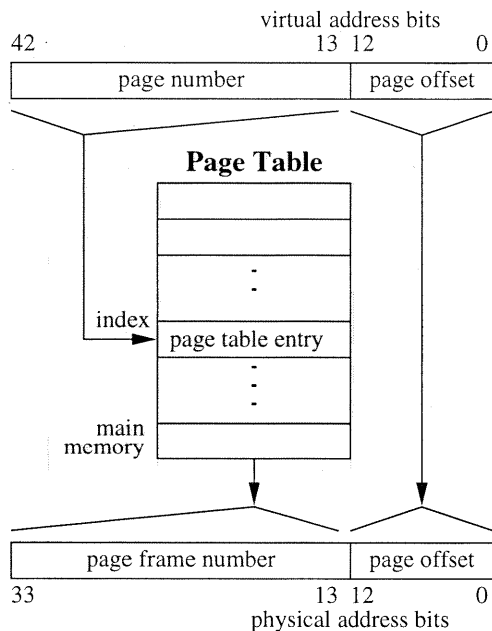 virtual address bits
42 13 12 0
page number page offset
Page Table
index
page table entry
main
memory
page frame number page offset
33 13 12 0
physical address bits